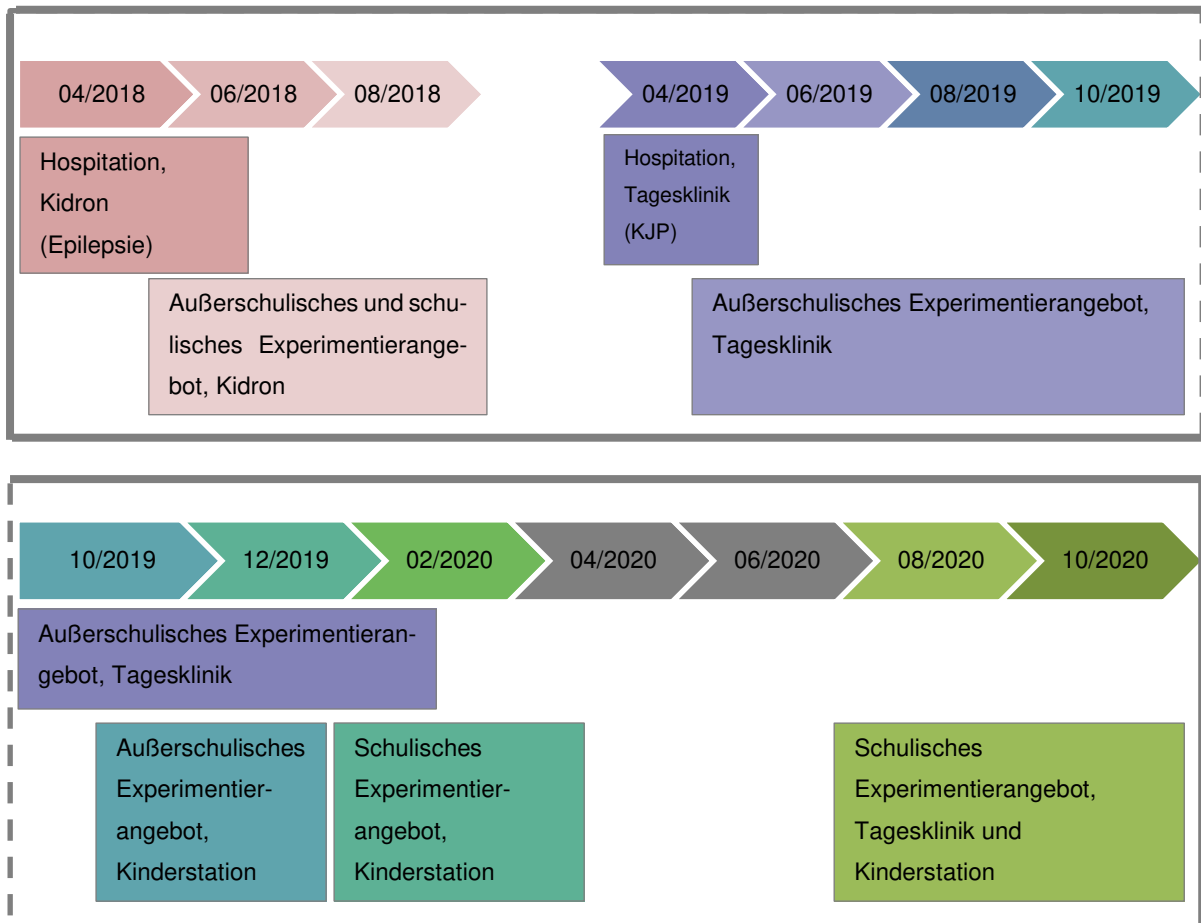 04/2018 06/2018 08/2018 04/2019 06/2019 08/2019 10/2019
Hospitation,
Kidron
(Epilepsie)
Hospitation,
Tagesklinik
(KJP)
Außerschulisches und schu-
lisches Experimentierange-
bot, Kidron
Außerschulisches Experimentierangebot,
Tagesklinik
10/2019 12/2019 02/2020 04/2020 06/2020 08/2020 10/2020
Außerschulisches Experimentieran-
gebot, Tagesklinik
Außerschulisches
Experimentier-
angebot,
Kinderstation
Schulisches
Experimentier-
angebot,
Kinderstation
Schulisches
Experimentierangebot,
Tagesklinik und
Kinderstation